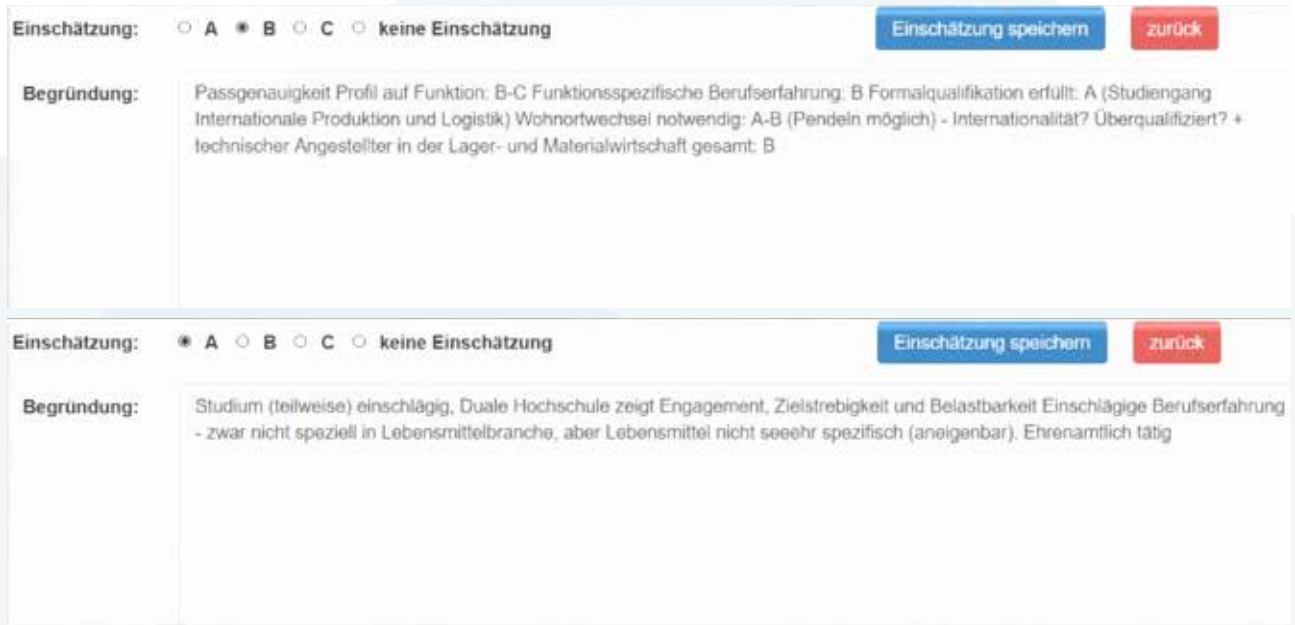 Einschätzung: A B C keine Einschätzung Einschätzung speichern zurück
Begründung: Passgenauigkeit Profil auf Funktion: B-C Funktionsspezifische Berufserfahrung: B Formalqualifikation erfüllt: A (Studiengang
Internationale Produktion und Logistik) Wohnortwechsel notwendig: A-B (Pendeln möglich) - Internationalität? Überqualifiziert? +
technischer Angestellter in der Lager- und Materialwirtschaft gesamt: B
Einschätzung: A B C keine Einschätzung Einschätzung speichern zurück
Begründung: Studium (teilweise) einschlägig, Duale Hochschule zeigt Engagement, Zielstrebigkeit und Belastbarkeit Einschlägige Berufserfahrung
- zwar nicht speziell in Lebensmittelbranche, aber Lebensmittel nicht seeehr spezifisch (aneigenbar). Ehrenamtlich tätig